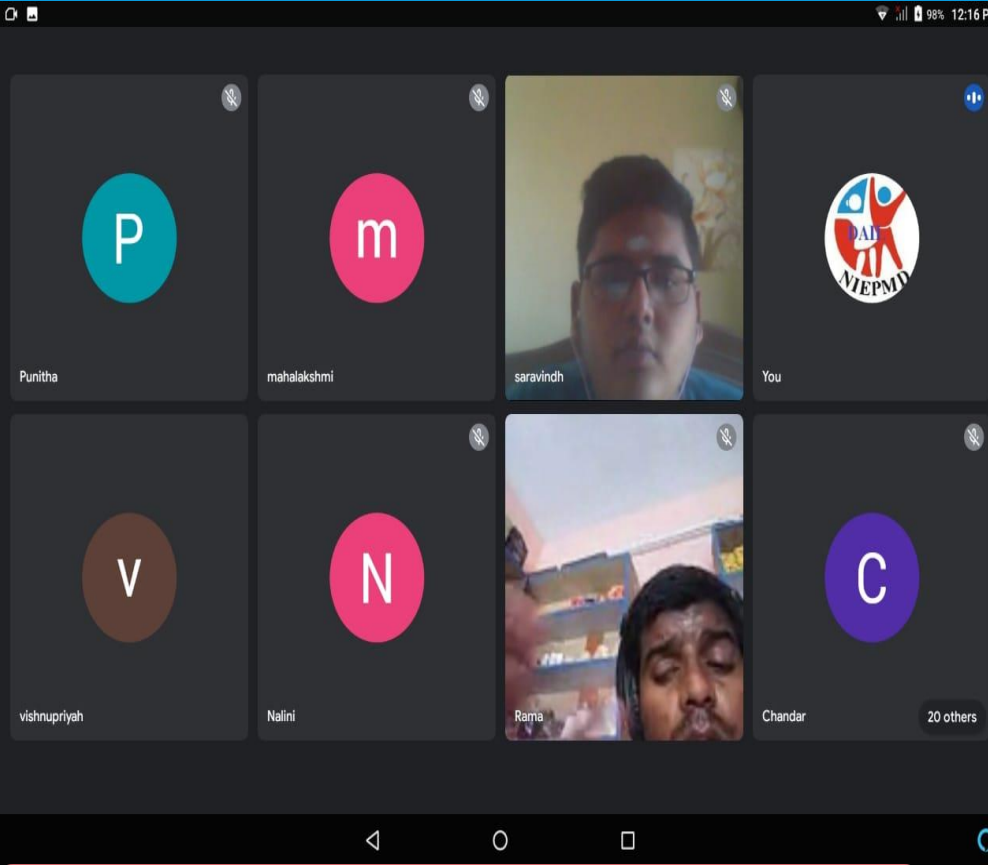 98% 12:16 P
P
m
DAIL
NIEPMD
Punitha
mahalakshmi
saravindh
You
v
N
C
vishnupriyah
Nalini
Rama
Chandar
20 others